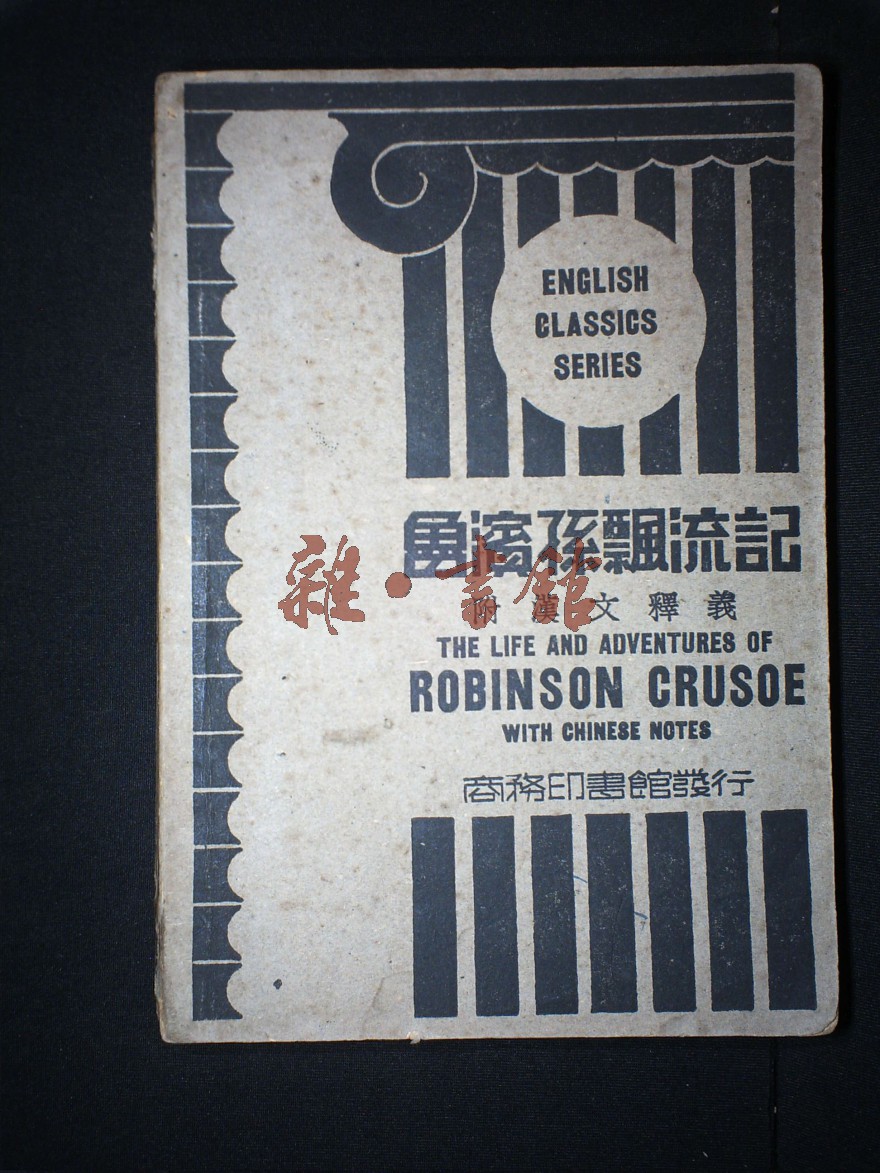 ENGLISH
CLASSICS
SERIES
魯濱孫飄流記
附漢文釋義
THE LIFE AND ADVENTURES OF
ROBINSON CRUSOE
WITH CHINESE NOTES
商務印書館發行
雜·書館